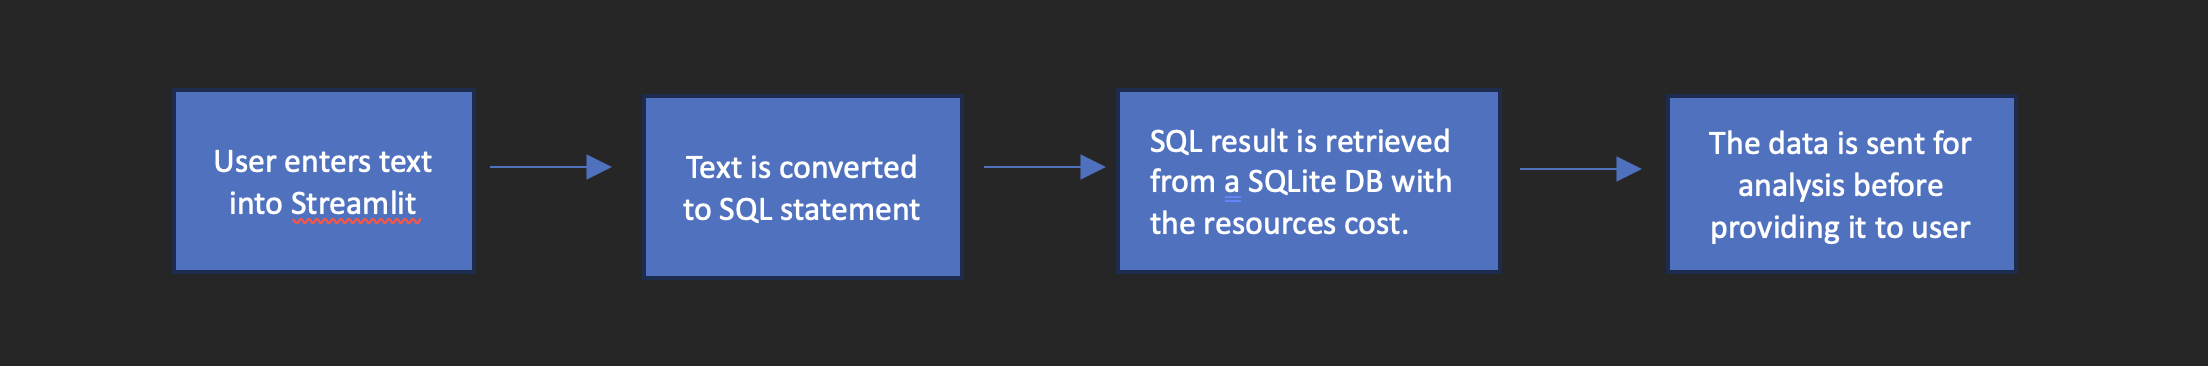 User enters text
into Streamlit
Text is converted
to SQL statement
SQL result is retrieved
from a SQLite DB with
the resources cost.
The data is sent for
analysis before
providing it to user